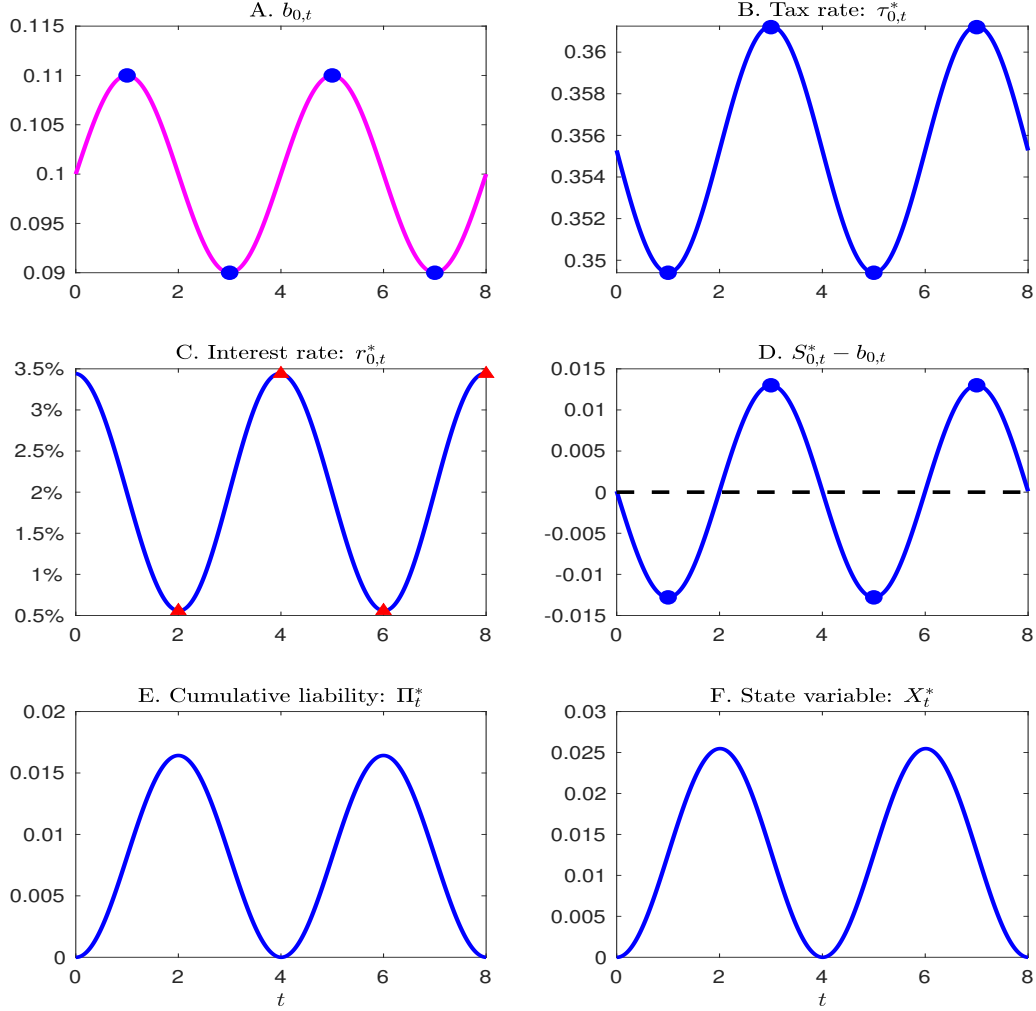 A. $b_{0,t}$
0.115
0.11
0.105
0.1
0.095
0.09
0 2 4 6 8
B. Tax rate: $\tau^*_{0,t}$
0.36
0.358
0.356
0.354
0.352
0.35
0 2 4 6 8
C. Interest rate: $r^*_{0,t}$
3.5%
3%
2.5%
2%
1.5%
1%
0.5%
0 2 4 6 8
D. $S^*_{0,t} - b_{0,t}$
0.015
0.01
0.005
0
-0.005
-0.01
-0.015
0 2 4 6 8
E. Cumulative liability: $\Pi^*_t$
0.02
0.015
0.01
0.005
0
0 2 4 6 8
t
F. State variable: $X^*_t$
0.03
0.025
0.02
0.015
0.01
0.005
0
0 2 4 6 8
t